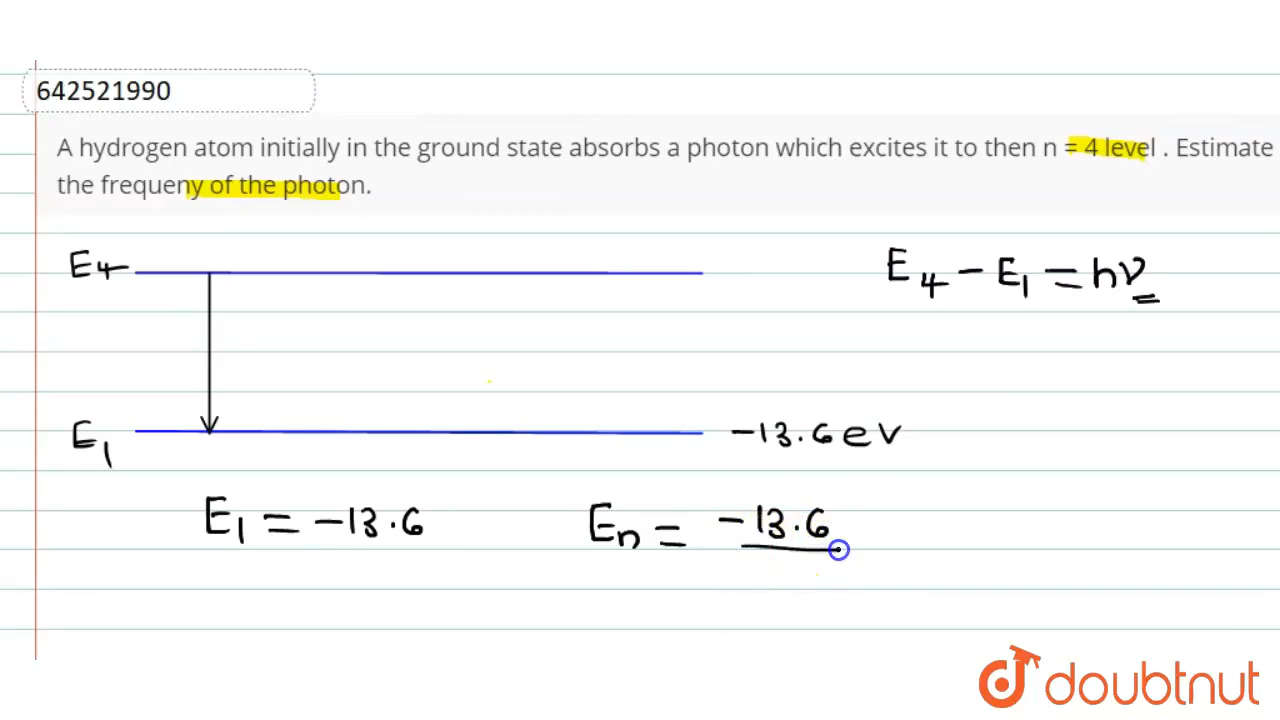 642521990
A hydrogen atom initially in the ground state absorbs a photon which excites it to then n = 4 level . Estimate
the frequeny of the photon.
E4
E4 - E1 = hν
E1
-13.6 eV
E1 = -13.6
En = -13.6
doubtnut